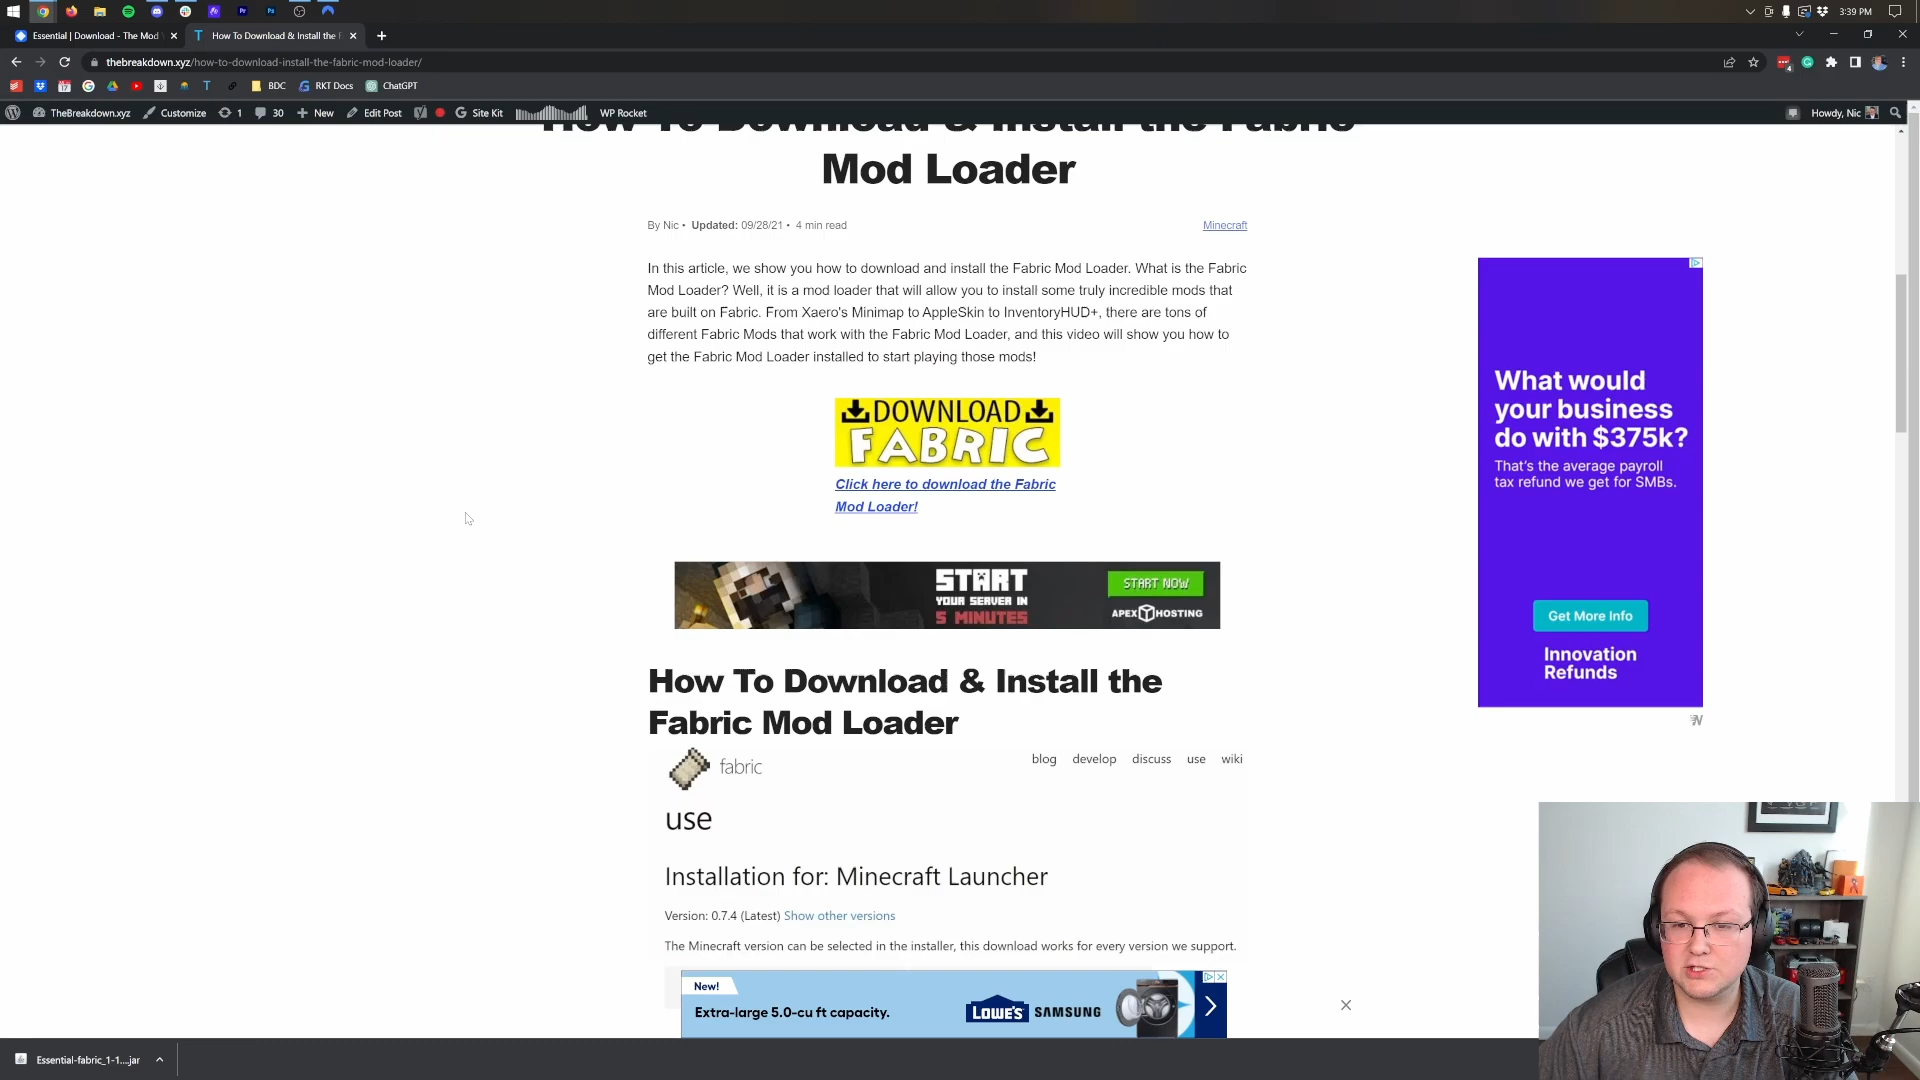 3:39 PM
Essential | Download - The Mod
How To Download & Install the F
thebreakdown.xyz/how-to-download-install-the-fabric-mod-loader/
BDC
RKT Docs
ChatGPT
TheBreakdown.xyz
Customize
1
30
New
Edit Post
Site Kit
WP Rocket
Howdy, Nic
How To Download & Install the Fabric
Mod Loader
By Nic • Updated: 09/28/21 • 4 min read
Minecraft
In this article, we show you how to download and install the Fabric Mod Loader. What is the Fabric
Mod Loader? Well, it is a mod loader that will allow you to install some truly incredible mods that
are built on Fabric. From Xaero's Minimap to AppleSkin to InventoryHUD+, there are tons of
different Fabric Mods that work with the Fabric Mod Loader, and this video will show you how to
get the Fabric Mod Loader installed to start playing those mods!
DOWNLOAD
FABRIC
Click here to download the Fabric
Mod Loader!
START
YOUR SERVER IN
5 MINUTES
START NOW
APEX HOSTING
What would
your business
do with $375k?
That's the average payroll
tax refund we get for SMBs.
Get More Info
Innovation
Refunds
How To Download & Install the
Fabric Mod Loader
fabric
blog develop discuss use wiki
use
Installation for: Minecraft Launcher
Version: 0.7.4 (Latest) Show other versions
The Minecraft version can be selected in the installer, this download works for every version we support.
New!
Extra-large 5.0-cu ft capacity.
LOWE'S
SAMSUNG
Essential-fabric_1-1....jar